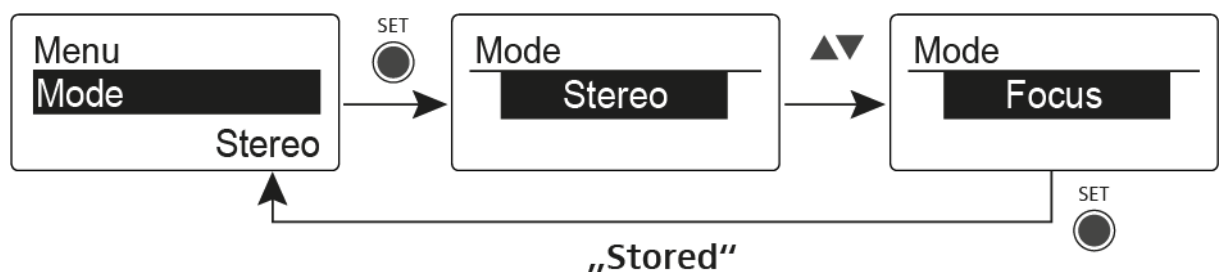 Menu
Mode
Stereo
SET
Mode
Stereo
Mode
Focus
SET
„Stored“